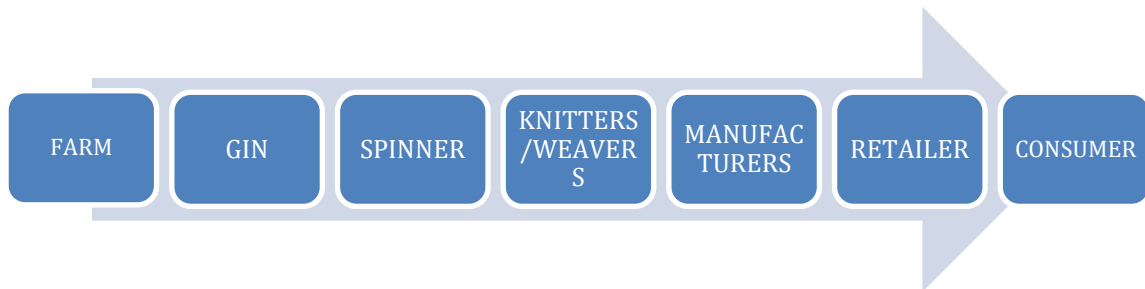 FARM
GIN
SPINNER
KNITTERS
/WEAVER
S
MANUFAC
TURERS
RETAILER
CONSUMER